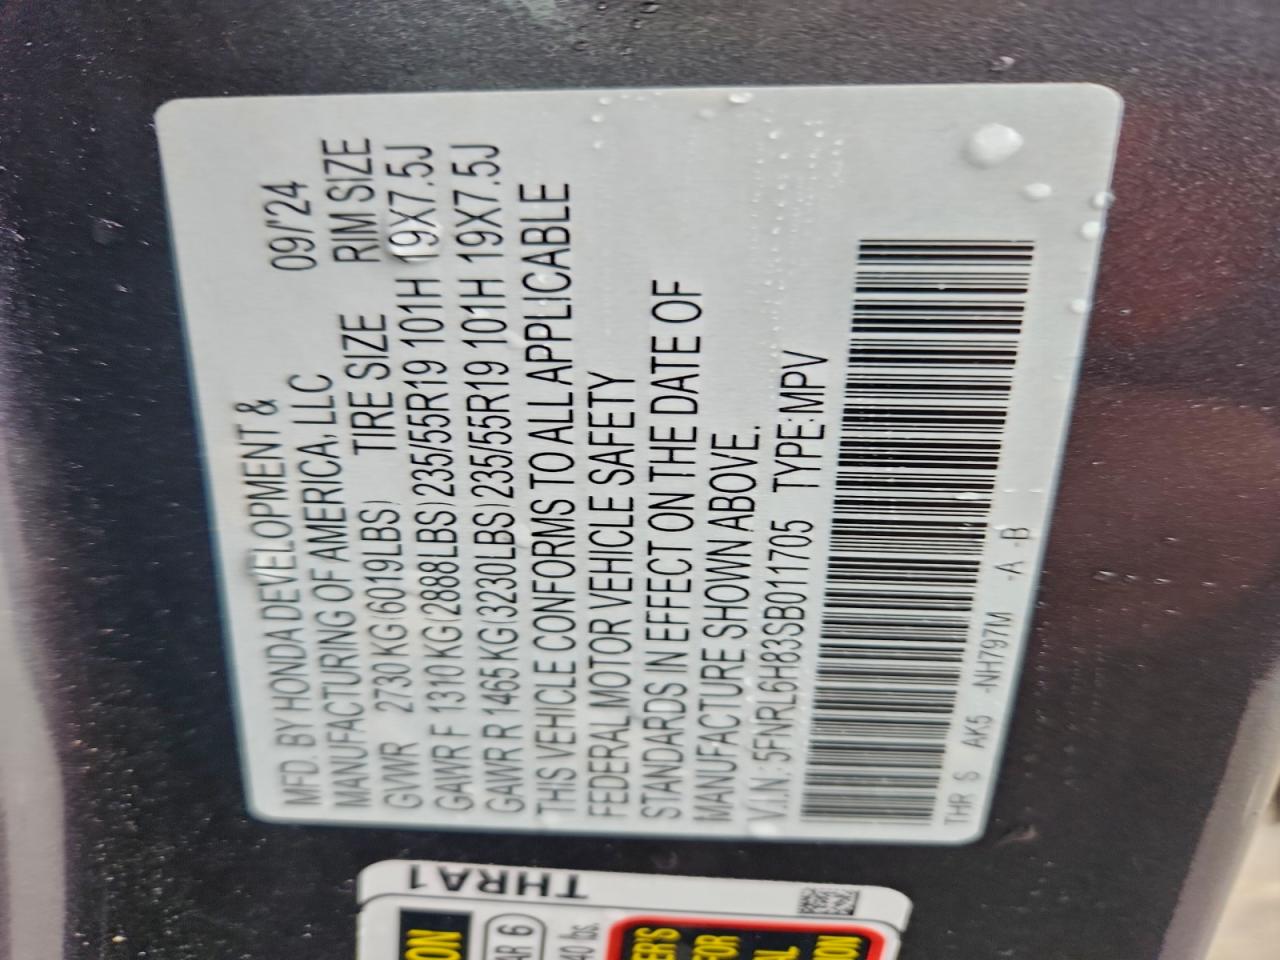 MFD. BY HONDA DEVELOPMENT &
MANUFACTURING OF AMERICA, LLC 09/'24
GVWR 2730 KG(6019LBS) TIRE SIZE RIM SIZE
GAWR F 1310 KG(2888LBS)235/55R19 101H 19X7.5J
GAWR R 1465 KG(3230LBS)235/55R19 101H 19X7.5J
THIS VEHICLE CONFORMS TO ALL APPLICABLE
FEDERAL MOTOR VEHICLE SAFETY
STANDARDS IN EFFECT ON THE DATE OF
MANUFACTURE SHOWN ABOVE.
V.I.N.: 5FNRL6H83SB011705 TYPE:MPV
THR S AK5 -NH797M -A -B
THRA1